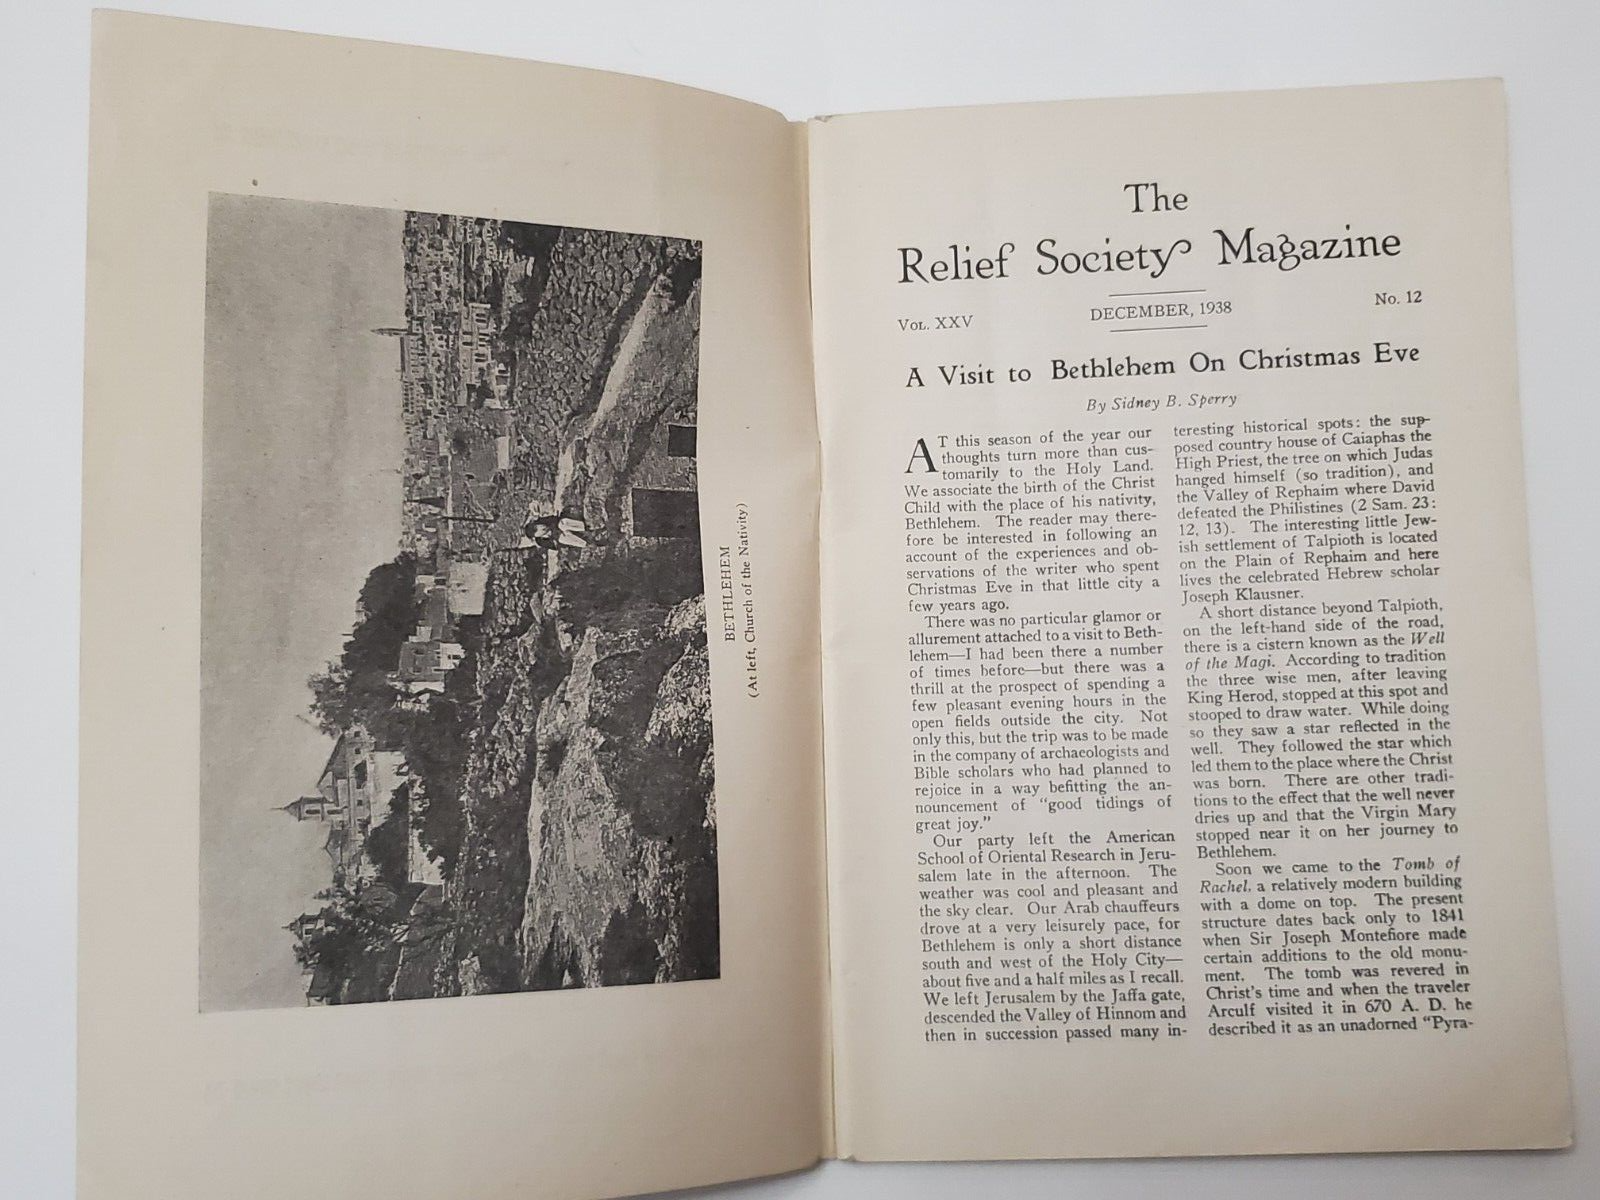 BETHLEHEM
(At left, Church of the Nativity)
The
Relief Society Magazine
Vol. XXV
DECEMBER, 1938
No. 12
A Visit to Bethlehem On Christmas Eve
By Sidney B. Sperry
AT this season of the year our
thoughts turn more than cus-
tomarily to the Holy Land.
We associate the birth of the Christ
Child with the place of his nativity,
Bethlehem. The reader may there-
fore be interested in following an
account of the experiences and ob-
servations of the writer who spent
Christmas Eve in that little city a
few years ago.
There was no particular glamor or
allurement attached to a visit to Beth-
lehem—I had been there a number
of times before—but there was a
thrill at the prospect of spending a
few pleasant evening hours in the
open fields outside the city. Not
only this, but the trip was to be made
in the company of archaeologists and
Bible scholars who had planned to
rejoice in a way befitting the an-
nouncement of "good tidings of
great joy."
Our party left the American
School of Oriental Research in Jeru-
salem late in the afternoon. The
weather was cool and pleasant and
the sky clear. Our Arab chauffeurs
drove at a very leisurely pace, for
Bethlehem is only a short distance
south and west of the Holy City—
about five and a half miles as I recall.
We left Jerusalem by the Jaffa gate,
descended the Valley of Hinnom and
then in succession passed many in-
teresting historical spots: the sup-
posed country house of Caiaphas the
High Priest, the tree on which Judas
hanged himself (so tradition), and
the Valley of Rephaim where David
defeated the Philistines (2 Sam. 23:
12, 13). The interesting little Jew-
ish settlement of Talpioth is located
on the Plain of Rephaim and here
lives the celebrated Hebrew scholar
Joseph Klausner.
A short distance beyond Talpioth,
on the left-hand side of the road,
there is a cistern known as the Well
of the Magi. According to tradition
the three wise men, after leaving
King Herod, stopped at this spot and
stooped to draw water. While doing
so they saw a star reflected in the
well. They followed the star which
led them to the place where the Christ
was born. There are other tradi-
tions to the effect that the well never
dries up and that the Virgin Mary
stopped near it on her journey to
Bethlehem.
Soon we came to the Tomb of
Rachel, a relatively modern building
with a dome on top. The present
structure dates back only to 1841
when Sir Joseph Montefiore made
certain additions to the old monu-
ment. The tomb was revered in
Christ's time and when the traveler
Arculf visited it in 670 A. D. he
described it as an unadorned "Pyra-